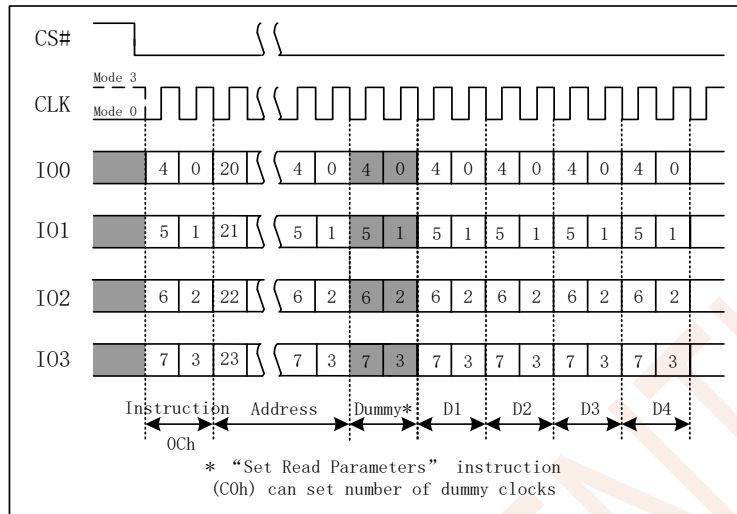 CS#
Mode 3
CLK
Mode 0
IO0 4 0 20 4 0 4 0 4 0 4 0 4 0 4 0
IO1 5 1 21 5 1 5 1 5 1 5 1 5 1 5 1
IO2 6 2 22 6 2 6 2 6 2 6 2 6 2 6 2
IO3 7 3 23 7 3 7 3 7 3 7 3 7 3 7 3
Instruction Address Dummy* D1 D2 D3 D4
0Ch
* “Set Read Parameters” instruction
(C0h) can set number of dummy clocks